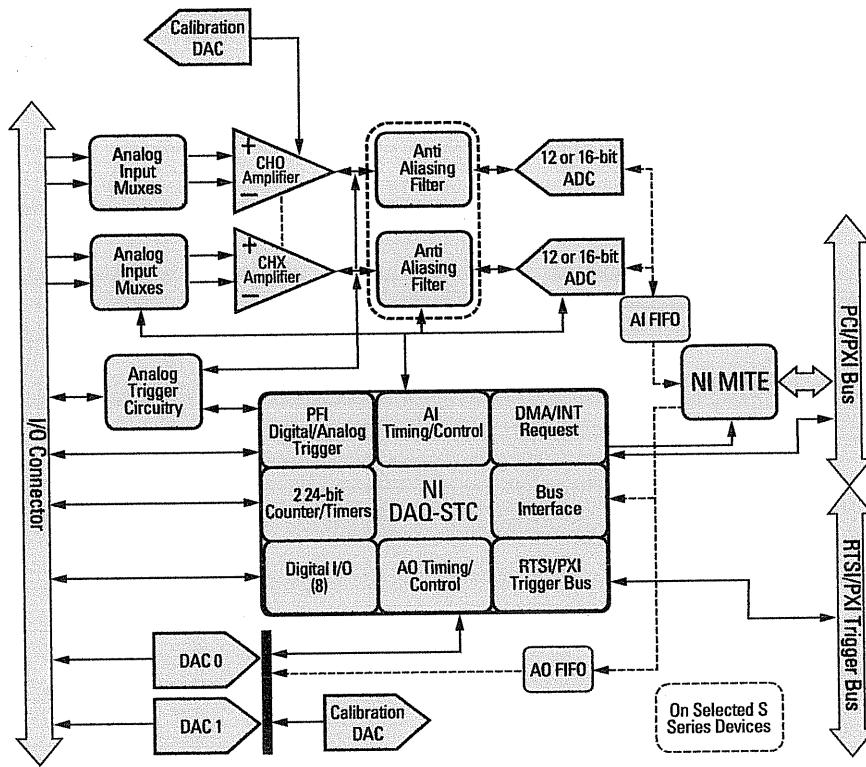 Calibration
DAC
Analog
Input
Muxes
+
CHO
Amplifier
–
Anti
Aliasing
Filter
12 or 16-bit
ADC
Analog
Input
Muxes
+
CHX
Amplifier
–
Anti
Aliasing
Filter
12 or 16-bit
ADC
AI FIFO
NI MITE
PCI/PXI Bus
I/O Connector
Analog
Trigger
Circuitry
PFI
Digital/Analog
Trigger
AI
Timing/Control
DMA/INT
Request
2 24-bit
Counter/Timers
NI
DAQ-STC
Bus
Interface
Digital I/O
(8)
AO Timing/
Control
RTSI/PXI
Trigger Bus
RTSI/PXI Trigger Bus
DAC 0
AO FIFO
DAC 1
Calibration
DAC
On Selected S
Series Devices